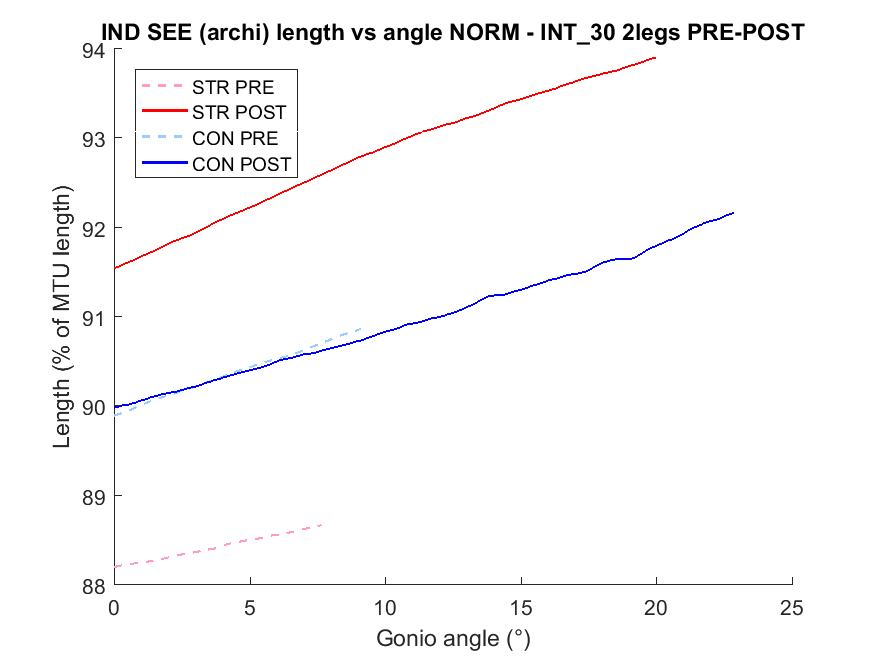 IND SEE (archi) length vs angle NORM - INT_30 2legs PRE-POST
94
93
92
91
90
89
88
Length (% of MTU length)
STR PRE
STR POST
CON PRE
CON POST
0 5 10 15 20 25
Gonio angle (°)